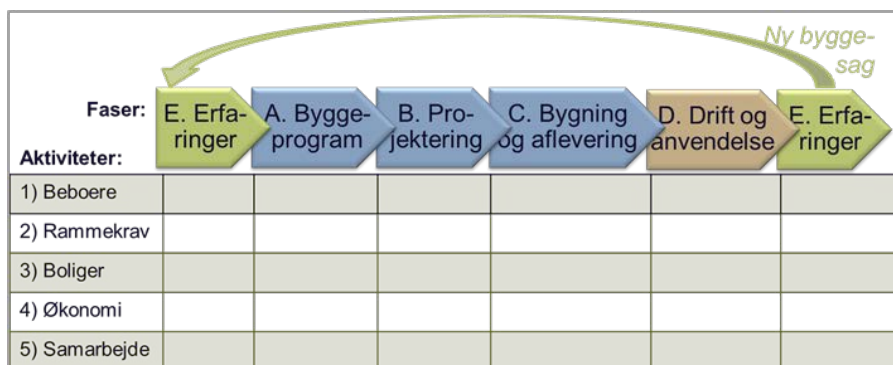 Ny bygge-
sag
Faser:
E. Erfa-
ringer
A. Bygge-
program
B. Pro-
jektering
C. Bygning
og aflevering
D. Drift og
anvendelse
E. Erfa-
ringer
Aktiviteter:
1) Beboere
2) Rammekrav
3) Boliger
4) Økonomi
5) Samarbejde